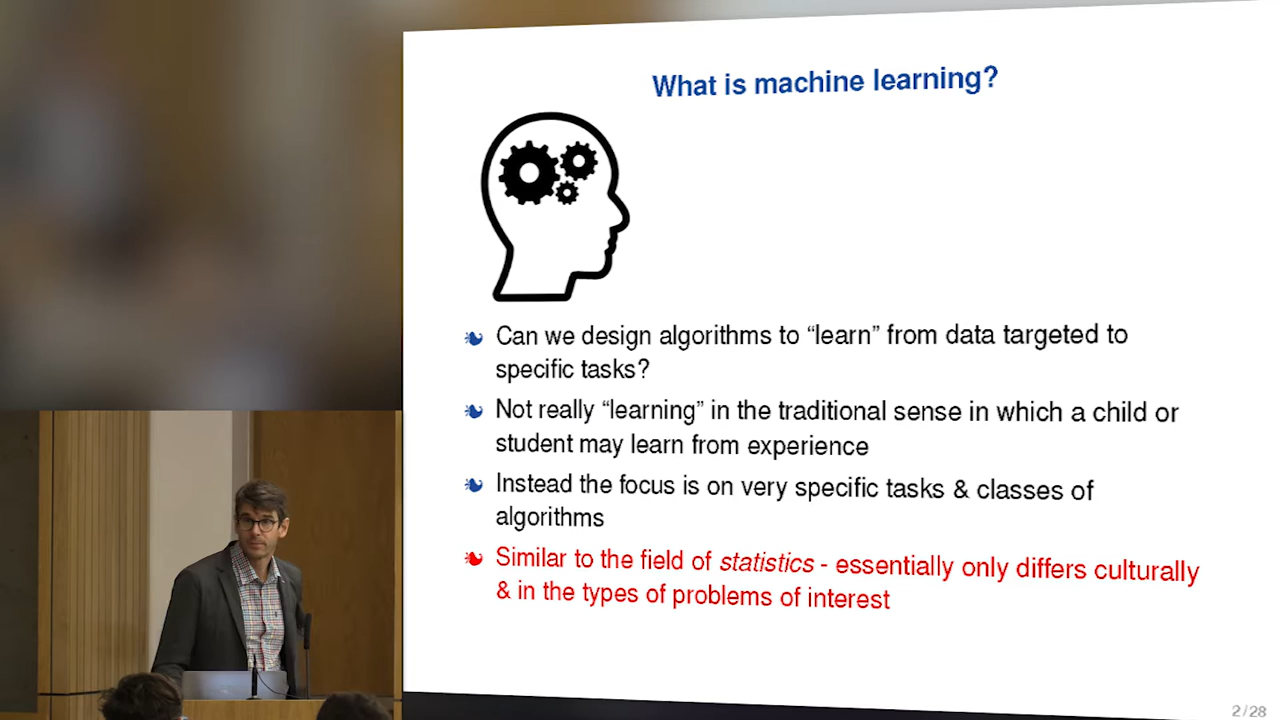 What is machine learning?
Can we design algorithms to “learn” from data targeted to
specific tasks?
Not really “learning” in the traditional sense in which a child or
student may learn from experience
Instead the focus is on very specific tasks & classes of
algorithms
Similar to the field of statistics - essentially only differs culturally
& in the types of problems of interest
2/28